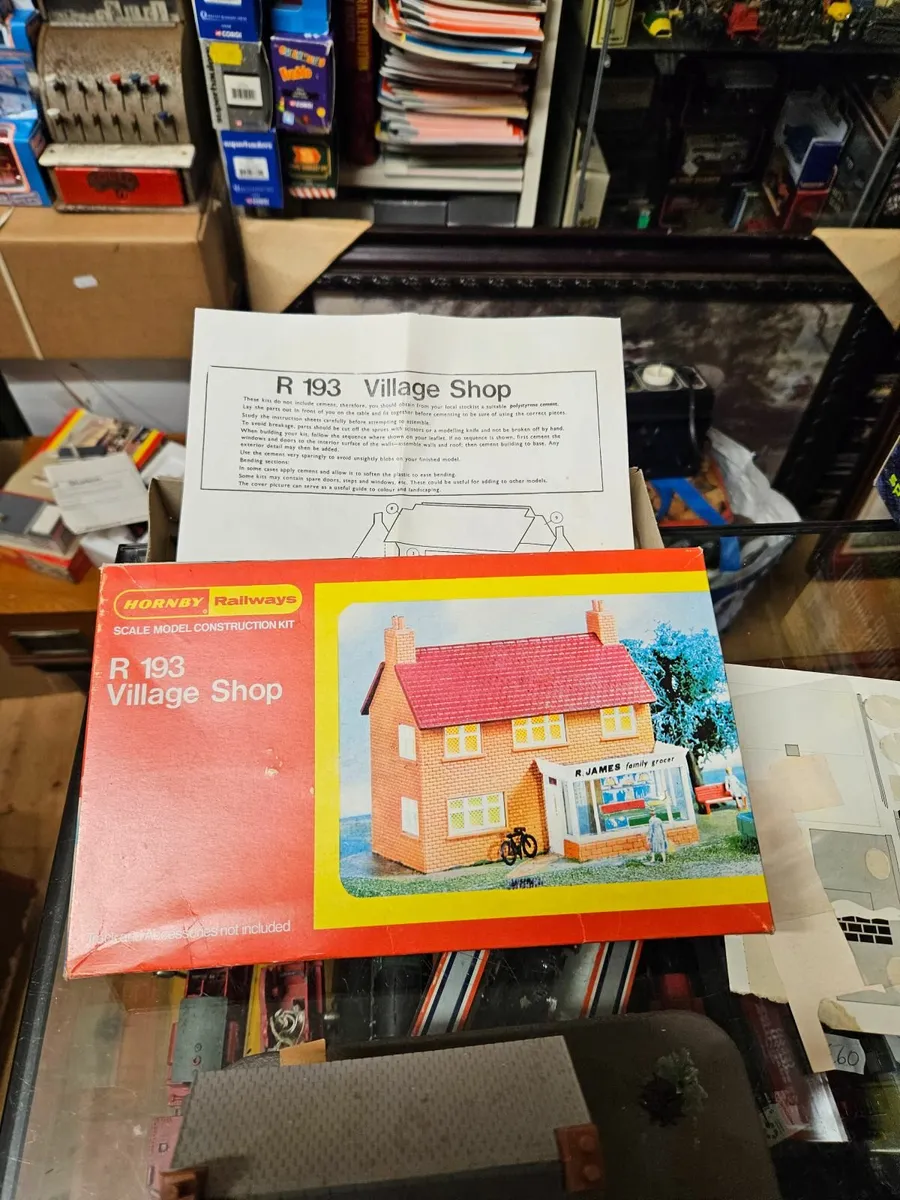 CORGI
CORGI
R 193 Village Shop
These kits do not include cement; therefore, you should obtain from your local stockists a suitable polystyrene cement.
Lay the parts out in front of you on the table and fit together before cementing to be sure of using the correct pieces.
Study the instruction sheets carefully before attempting to assemble.
To avoid breakage, parts should be cut off the sprues with scissors or a modelling knife and not be broken off by hand.
When building your kit, follow the sequence where shown on your leaflet. If no sequence is shown, first cement the
windows and doors to the interior surface of the walls—assemble walls and roof, then cement building to base. Any
exterior detail may then be added.
Use the cement very sparingly to avoid unsightly blobs on your finished model.
Bending sections:
In some cases apply cement and allow it to soften the plastic to ease bending.
Some kits may contain spare doors, steps and windows, etc. These could be useful for adding to other models.
The cover picture can serve as a useful guide to colour and landscaping.
HORNBY Railways
SCALE MODEL CONSTRUCTION KIT
R 193
Village Shop
R. JAMES family grocer
Accessories not included
£60